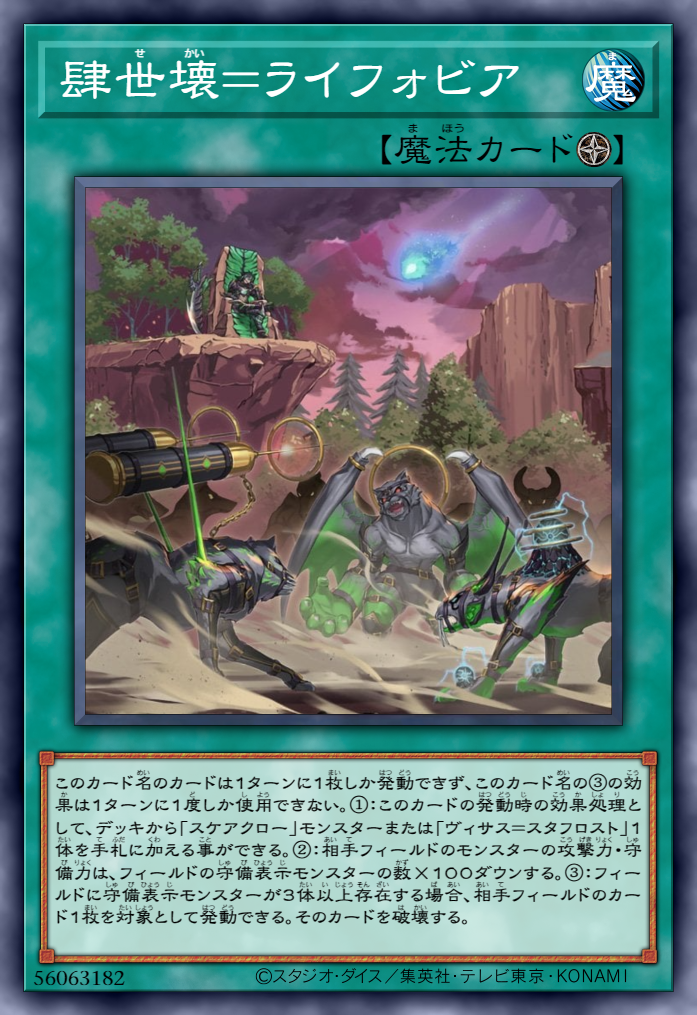 肆世壊＝ライフォビア
魔
【魔法カード】
このカード名のカードは１ターンに１枚しか発動できず、このカード名の③の効
果は１ターンに１度しか使用できない。①：このカードの発動時の効果処理と
して、デッキから「スケアクロー」モンスターまたは「ヴィサス＝スタフロスト」１
体を手札に加える事ができる。②：相手フィールドのモンスターの攻撃力・守
備力は、フィールドの守備表示モンスターの数×１００ダウンする。③：フィー
ルドに守備表示モンスターが３体以上存在する場合、相手フィールドのカー
ド１枚を対象として発動できる。そのカードを破壊する。
56063182
©スタジオ・ダイス／集英社・テレビ東京・KONAMI